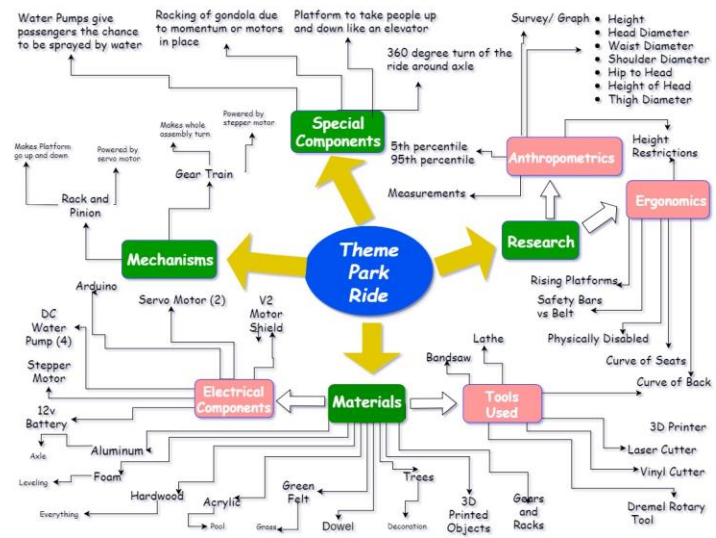 Water Pumps give
passengers the chance
to be sprayed by water
Rocking of gondola due
to momentum or motors
in place
Platform to take people up
and down like an elevator
360 degree turn of the
ride around axle
Survey/ Graph
• Height
• Head Diameter
• Waist Diameter
• Shoulder Diameter
• Hip to Head
• Height of Head
• Thigh Diameter
Special
Components
5th percentile
95th percentile
Anthropometrics
Height
Restrictions
Measurements
Ergonomics
Makes Platform
go up and down
Powered by
servo motor
Makes whole
assembly turn
Powered by
stepper motor
Gear Train
Rack and
Pinion
Mechanisms
Theme
Park
Ride
Research
Rising Platforms
Safety Bars
vs Belt
Physically Disabled
Curve of Seats
Curve of Back
Arduino
Servo Motor (2)
V2
Motor
Shield
DC
Water
Pump (4)
Stepper
Motor
12v
Battery
Electrical
Components
Materials
Tools
Used
Bandsaw
Lathe
3D Printer
Laser Cutter
Vinyl Cutter
Dremel Rotary
Tool
Aluminum
Axle
Foam
Leveling
Hardwood
Everything
Acrylic
Pool
Green
Felt
Grass
Dowel
Trees
Decoration
3D
Printed
Objects
Gears
and
Racks